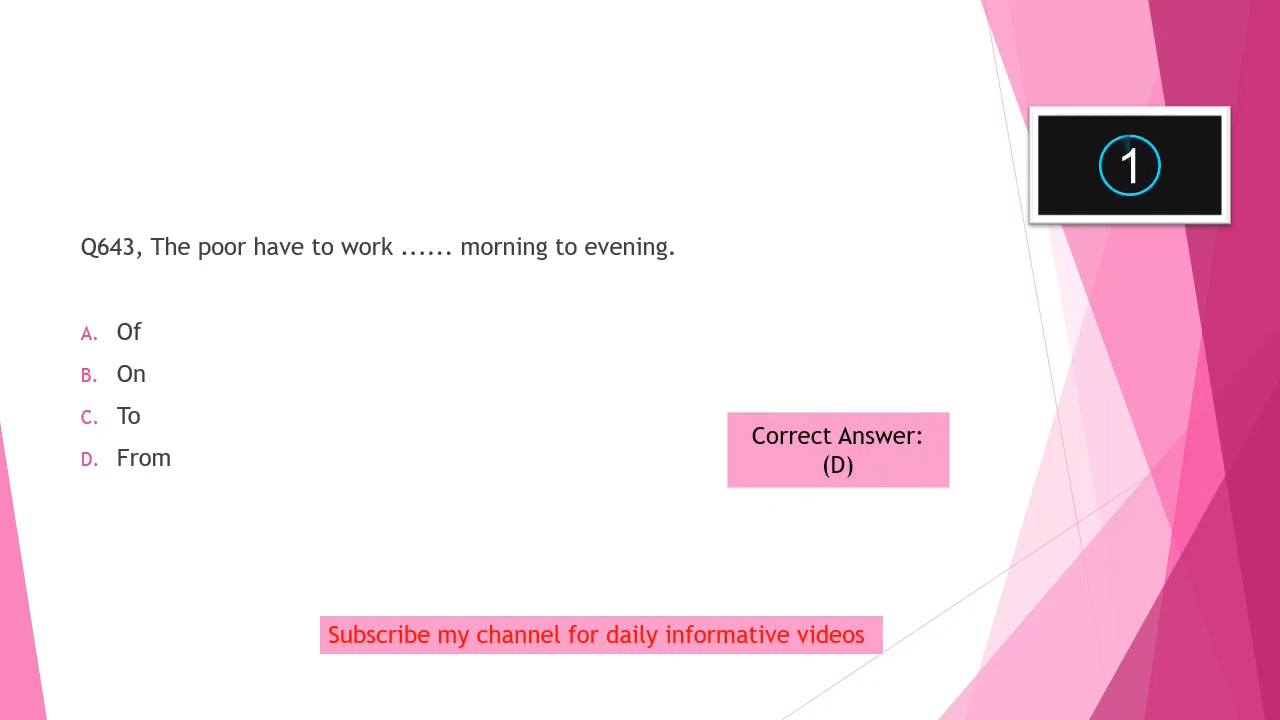 1
Q643, The poor have to work ...... morning to evening.
A. Of
B. On
C. To
D. From
Correct Answer:
(D)
Subscribe my channel for daily informative videos